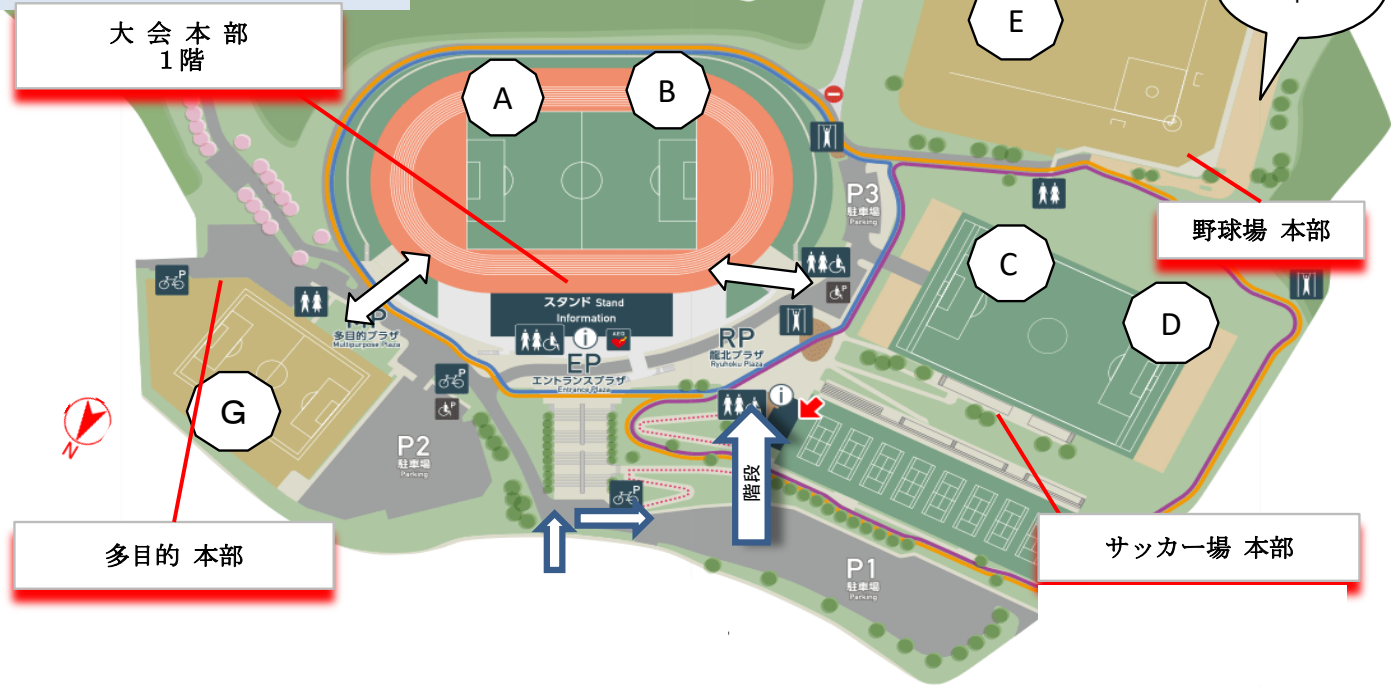 大 会 本 部
1階
A
B
E
P3
駐車場
Parking
野球場 本部
C
D
スタンド Stand
Information
AED
多目的プラザ
Multipurpose Plaza
EP
エントランスプラザ
Entrance Plaza
RP
龍北プラザ
Ryuhoku Plaza
P
P
P
P
P
G
N
P2
駐車場
Parking
階段
P1
駐車場
Parking
多目的 本部
サッカー場 本部